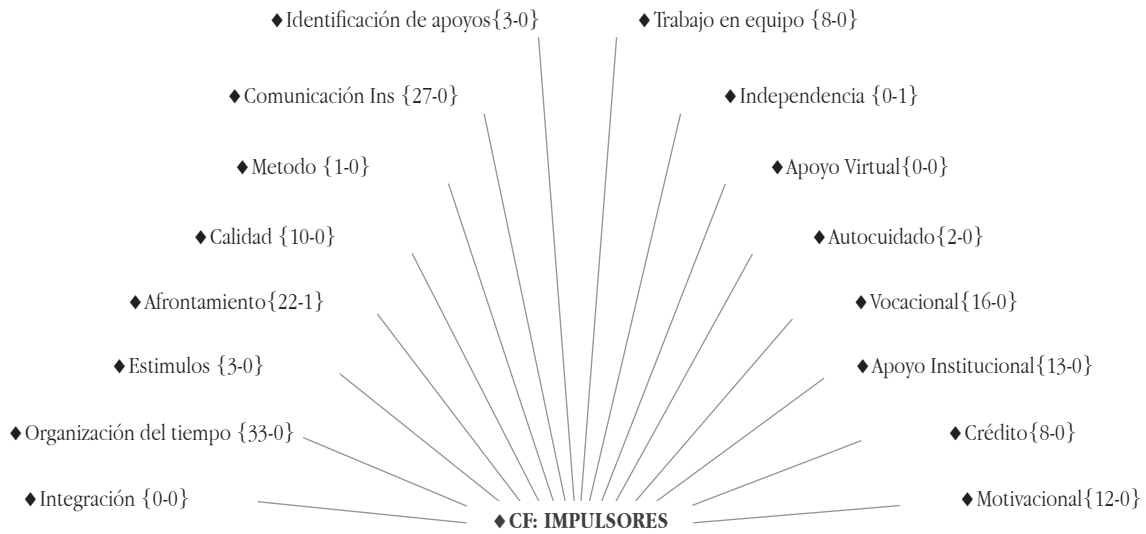 ♦Identificación de apoyos{3-0}
♦Trabajo en equipo {8-0}
♦Comunicación Ins {27-0}
♦Independencia {0-1}
♦Metodo {1-0}
♦Apoyo Virtual{0-0}
♦Calidad {10-0}
♦Autocuidado{2-0}
♦Afrontamiento{22-1}
♦Vocacional{16-0}
♦Estimulos {3-0}
♦Apoyo Institucional{13-0}
♦Organización del tiempo {33-0}
♦Crédito{8-0}
♦Integración {0-0}
♦Motivacional{12-0}
♦CF: IMPULSORES